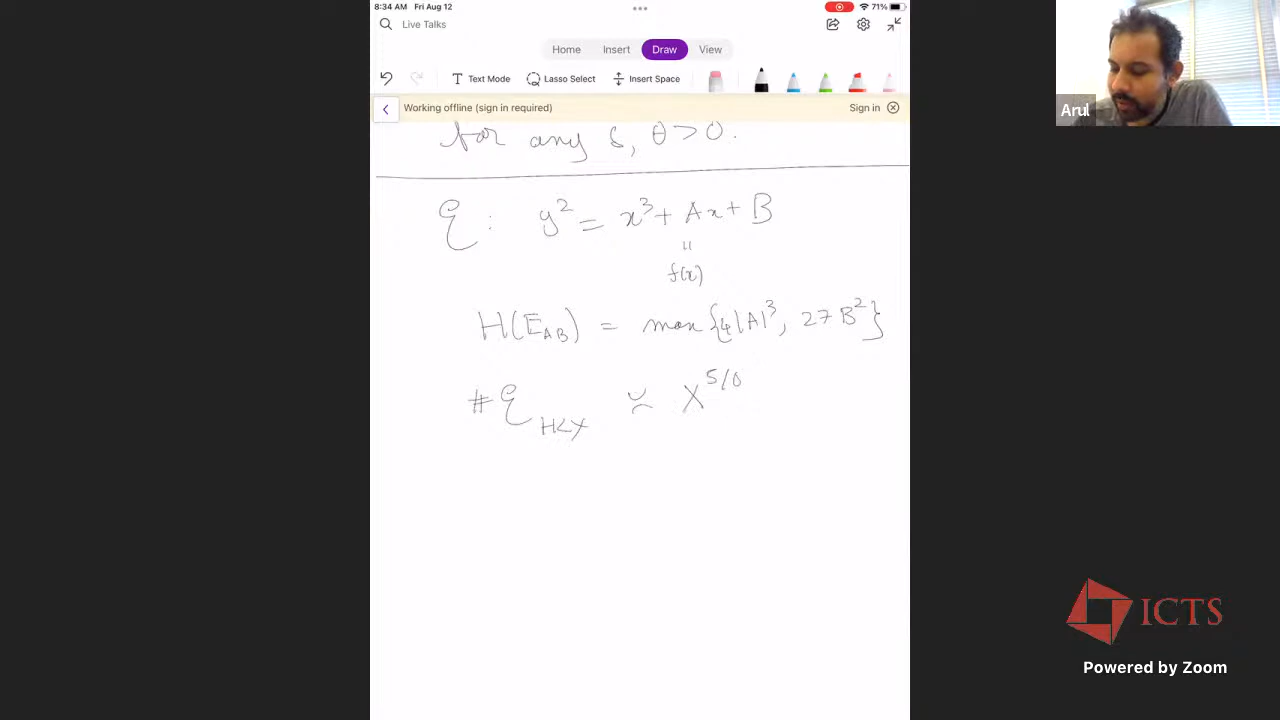 8:34 AM Fri Aug 12
71%
Live Talks
Home Insert Draw View
Text Mode Lasso Select Insert Space
Working offline (sign in required) Sign in
Arul
for any δ, θ > 0.
E : y² = x³ + Ax + B
"
f(x)
H(E_AB) = max{4|A|³, 27B²}
# E_H<X ≍ X^5/6
ICTS
Powered by Zoom